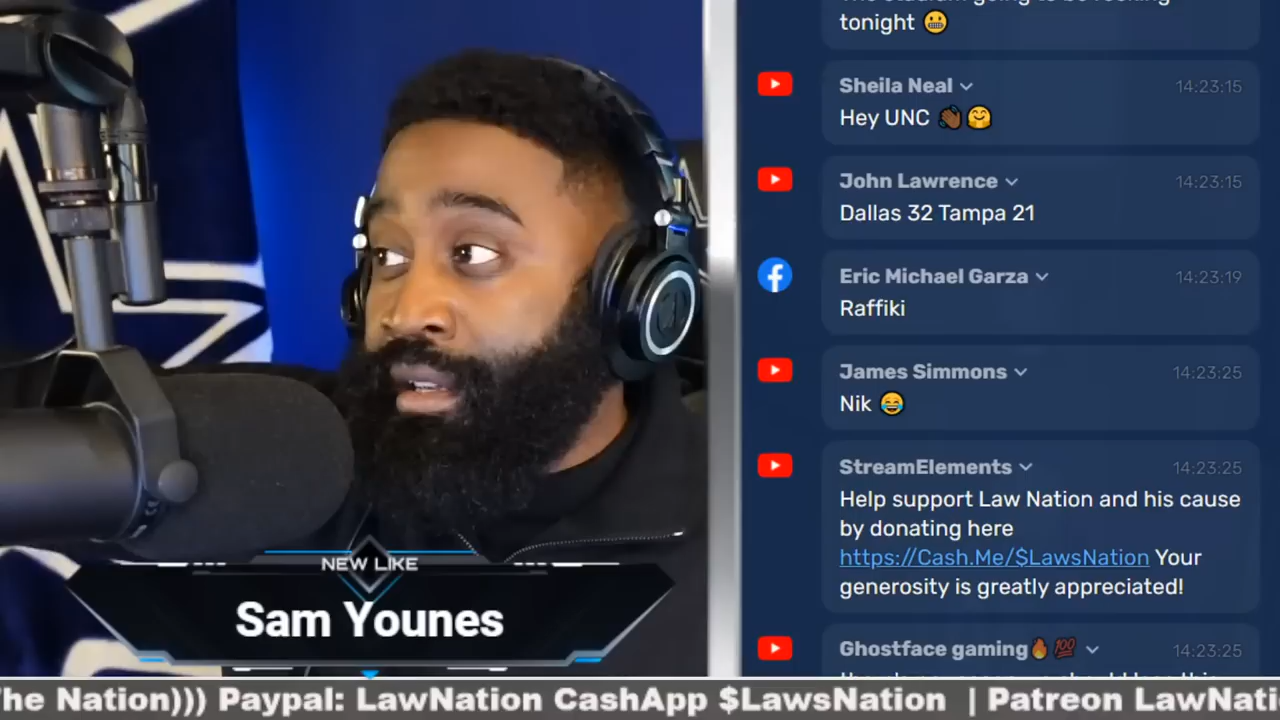 tonight 😬
Sheila Neal
14:23:15
Hey UNC 👋🏾🤗
John Lawrence
14:23:15
Dallas 32 Tampa 21
Eric Michael Garza
14:23:19
Raffiki
James Simmons
14:23:25
Nik 😂
StreamElements
14:23:25
Help support Law Nation and his cause
by donating here
https://Cash.Me/$LawsNation Your
generosity is greatly appreciated!
Ghostface gaming🔥💯
14:23:25
NEW LIKE
Sam Younes
he Nation))) Paypal: LawNation CashApp $LawsNation | Patreon LawNati